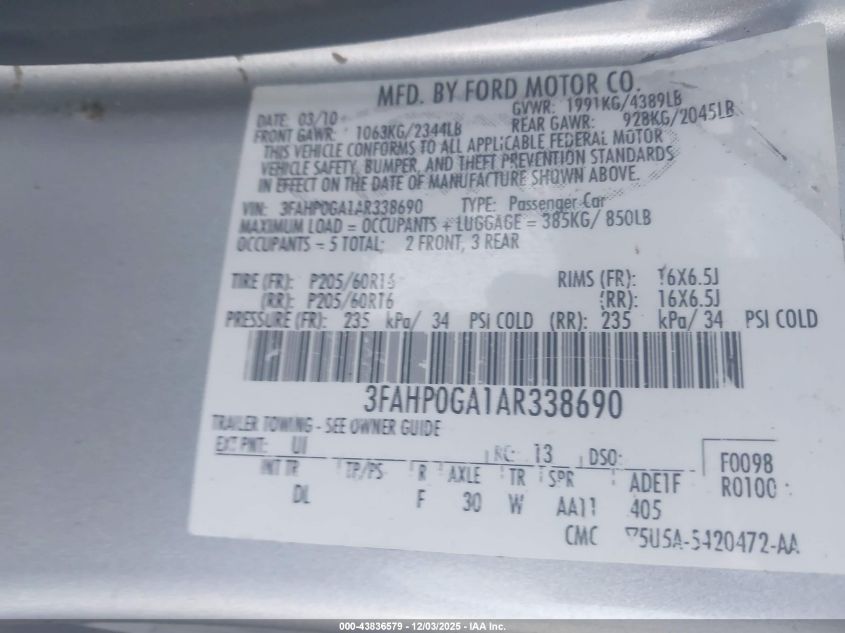 MFD. BY FORD MOTOR CO.
DATE: 03/10 GVWR: 1991KG/4389LB
FRONT GAWR: 1063KG/2344LB REAR GAWR: 928KG/2045LB
THIS VEHICLE CONFORMS TO ALL APPLICABLE FEDERAL MOTOR
VEHICLE SAFETY, BUMPER, AND THEFT PREVENTION STANDARDS
IN EFFECT ON THE DATE OF MANUFACTURE SHOWN ABOVE.
VIN: 3FAHP0GA1AR338690 TYPE: Passenger Car
MAXIMUM LOAD = OCCUPANTS + LUGGAGE = 385KG/ 850LB
OCCUPANTS = 5 TOTAL: 2 FRONT, 3 REAR
TIRE (FR): P205/60R16 RIMS (FR): 16X6.5J
(RR): P205/60R16 (RR): 16X6.5J
PRESSURE (FR): 235 kPa/ 34 PSI COLD (RR): 235 kPa/ 34 PSI COLD
3FAHP0GA1AR338690
TRAILER TOWING - SEE OWNER GUIDE
EXT PNT: UI RC: 13 DSO: F0098
INT TR TP/PS R AXLE TR SPR ADE1F R0100
DL F 30 W AA11 405
CMC 5U5A-5420472-AA
000-43836579 - 12/03/2025 - IAA Inc.